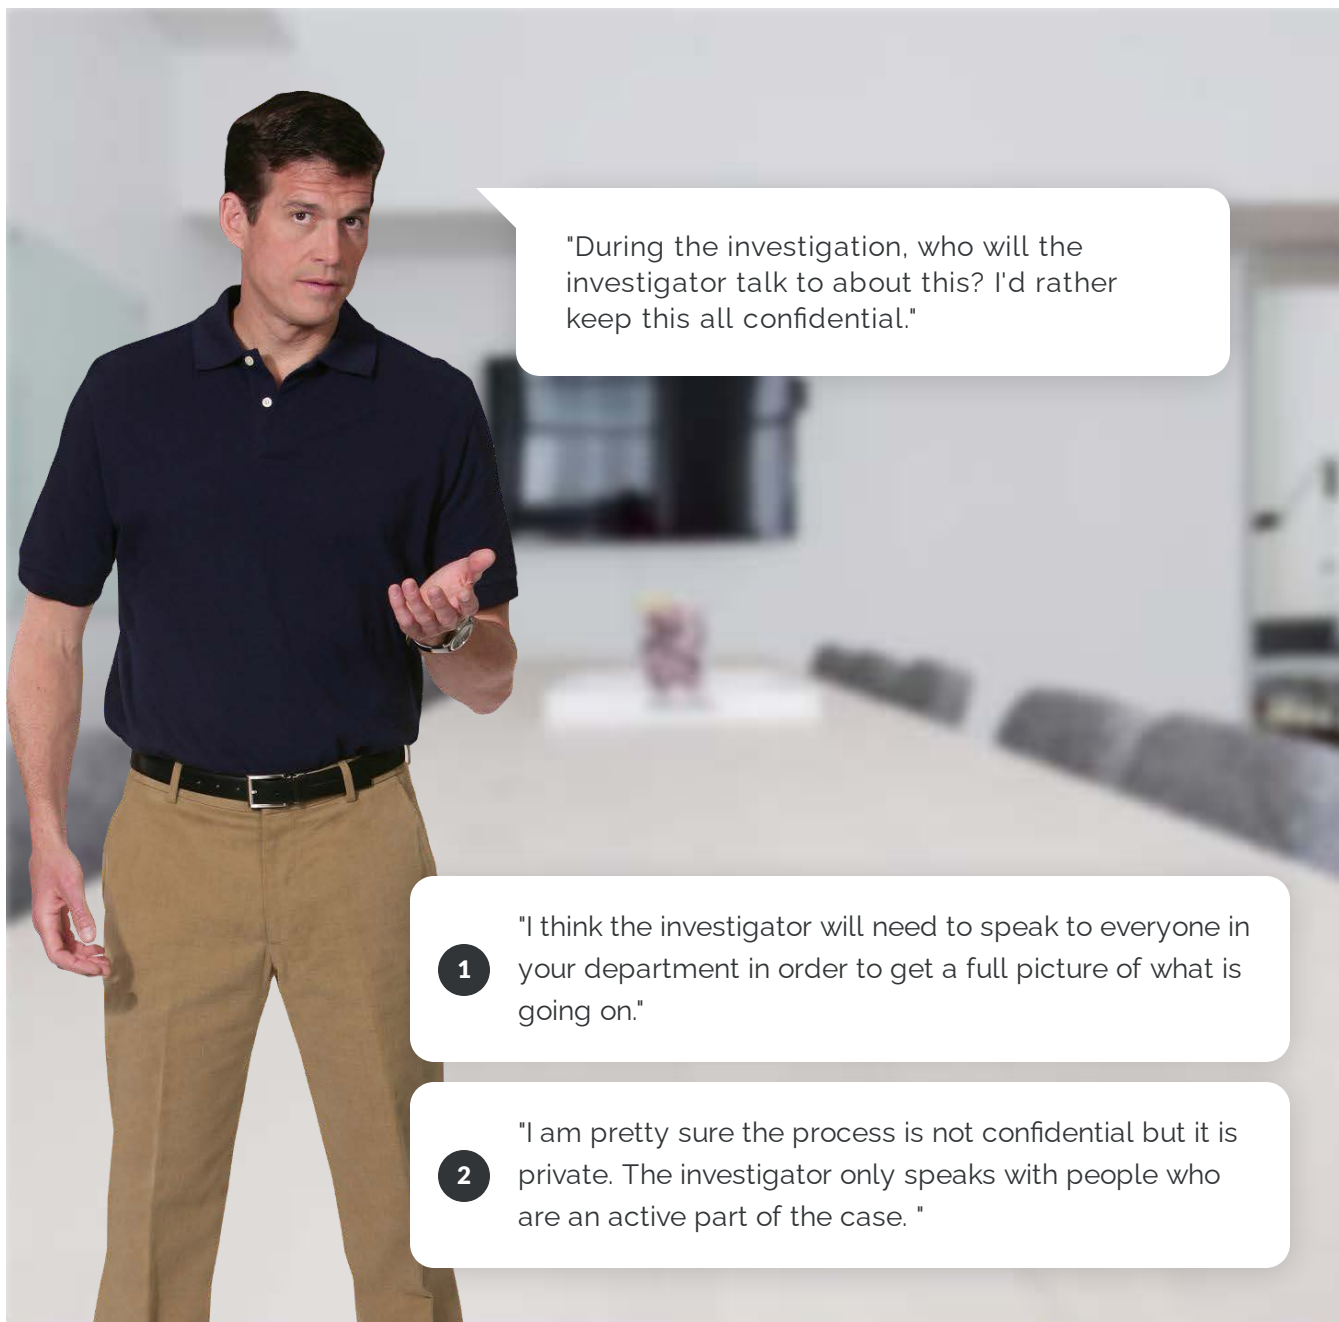 "During the investigation, who will the
investigator talk to about this? I'd rather
keep this all confidential."
1
"I think the investigator will need to speak to everyone in
your department in order to get a full picture of what is
going on."
2
"I am pretty sure the process is not confidential but it is
private. The investigator only speaks with people who
are an active part of the case. "